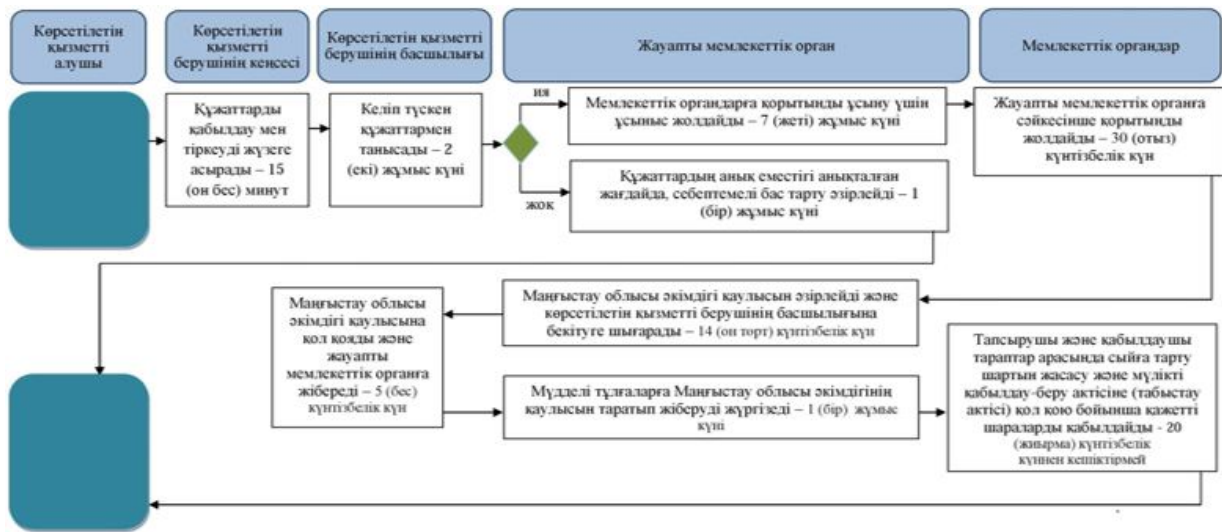 Көрсетілетін
қызметті
алушы
Көрсетілетін
қызметті
берушінің кеңсесі
Көрсетілетін қызметті
берушінің басшылығы
Жауапты мемлекеттік орган
Мемлекеттік органдар
Құжаттарды
қабылдау мен
тіркеуді жүзеге
асырады – 15
(он бес) минут
Келіп түскен
құжаттармен
танысады – 2
(екі) жұмыс күні
ия
жоқ
Мемлекеттік органдарға қорытынды ұсыну үшін
ұсыныс жолдайды – 7 (жеті) жұмыс күні
Құжаттардың анық еместігі анықталған
жағдайда, себептемелі бас тарту әзірлейді – 1
(бір) жұмыс күні
Жауапты мемлекеттік органға
сәйкесінше қорытынды
жолдайды – 30 (отыз)
күнтізбелік күн
Маңғыстау облысы әкімдігі қаулысын әзірлейді және
көрсетілетін қызметті берушінің басшылығына
бекітуге шығарады – 14 (он төрт) күнтізбелік күн
Маңғыстау облысы
әкімдігі қаулысына
қол қояды және
жауапты
мемлекеттік органға
жібереді – 5 (бес)
күнтізбелік күн
Мүдделі тұлғаларға Маңғыстау облысы әкімдігінің
қаулысын таратып жіберуді жүргізеді – 1 (бір) жұмыс
күні
Тапсырушы және қабылдаушы
тараптар арасында сыйға тарту
шартын жасасу және мүлікті
қабылдау-беру актісіне (табыстау
актісі) қол қою бойынша қажетті
шараларды қабылдайды - 20
(жиырма) күнтізбелік
күннен кешіктірмей